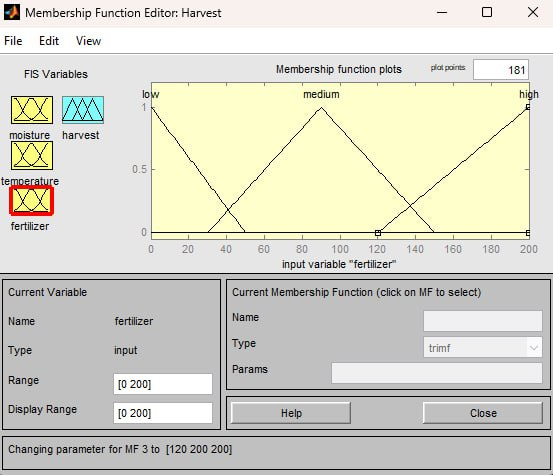 Membership Function Editor: Harvest
File Edit View
FIS Variables
Membership function plots
plot points
181
moisture
harvest
temperature
fertilizer
low
medium
high
1
0.5
0
0 20 40 60 80 100 120 140 160 180 200
input variable "fertilizer"
Current Variable
Name fertilizer
Type input
Range [0 200]
Display Range [0 200]
Current Membership Function (click on MF to select)
Name
Type trimf
Params
Help
Close
Changing parameter for MF 3 to [120 200 200]